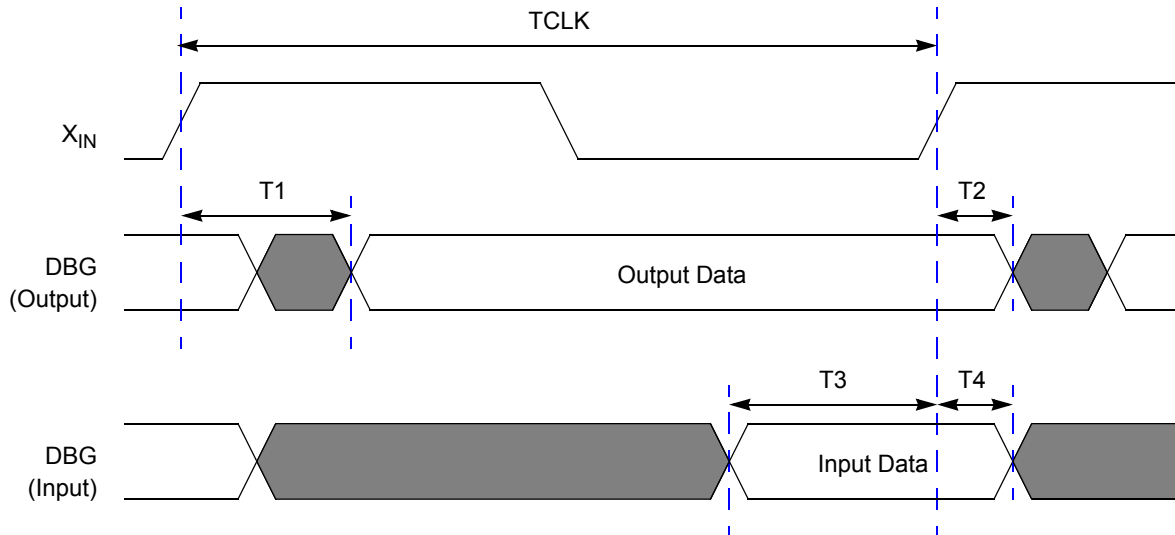 TCLK
X_IN
T1
T2
DBG
(Output)
Output Data
T3
T4
DBG
(Input)
Input Data